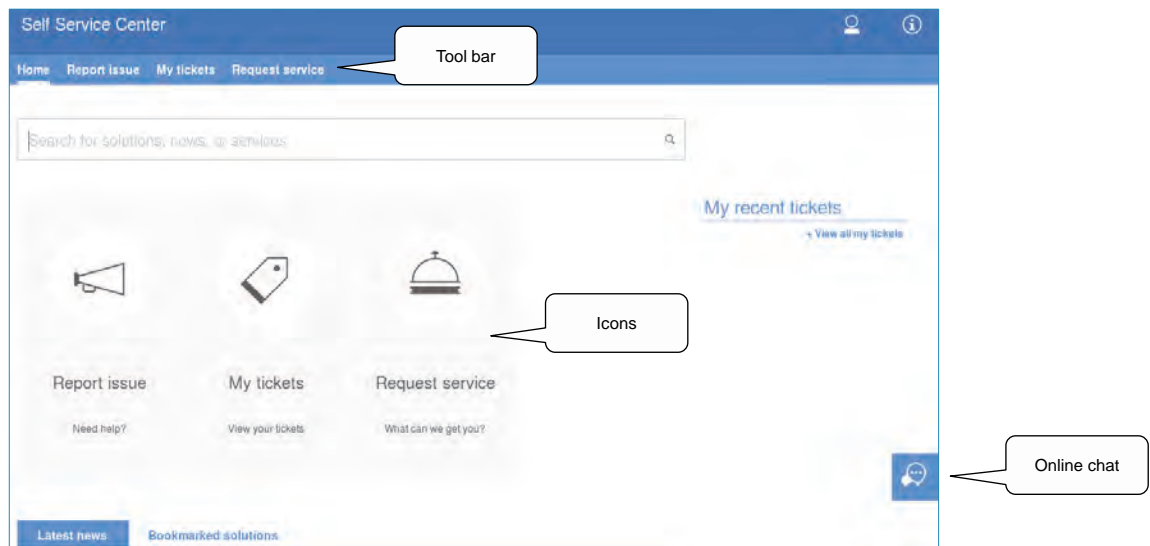 Self Service Center
Tool bar
Home Report issue My tickets Request service
Search for solutions, news, or services
My recent tickets
+ View all my tickets
Icons
Report issue My tickets Request service
Need help? View your tickets What can we get you?
Online chat
Latest news Bookmarked solutions